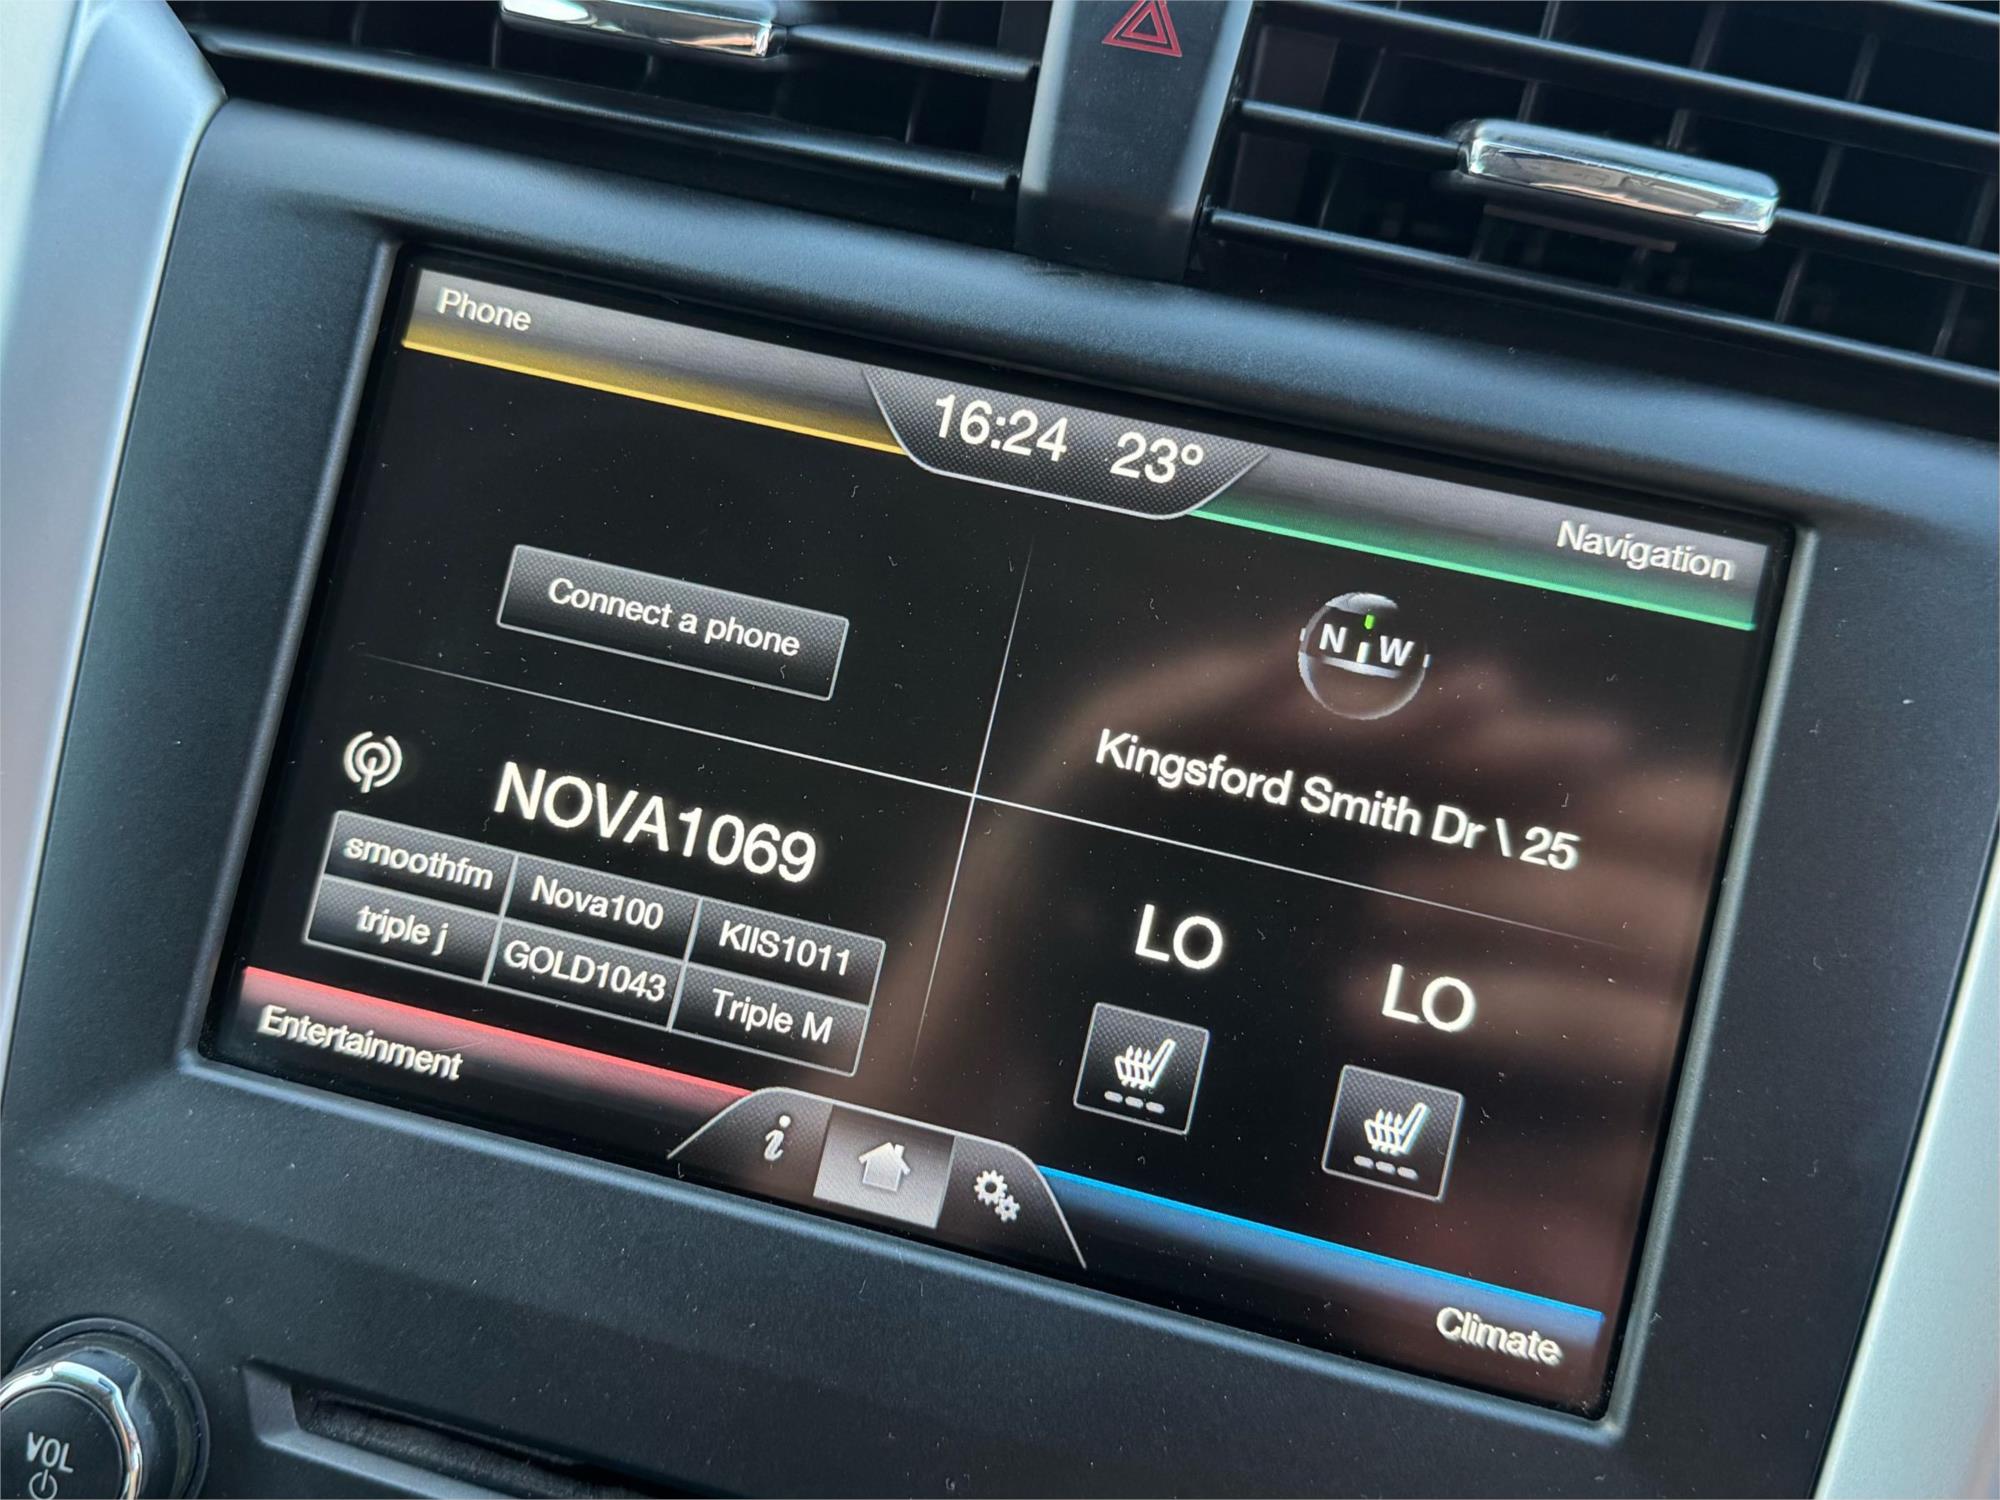 Phone
16:24 23°
Navigation
Connect a phone
N W
Kingsford Smith Dr \ 25
NOVA1069
smoothfm Nova100 KIIS1011
triple j GOLD1043 Triple M
LO LO
Entertainment
i
Climate
VOL